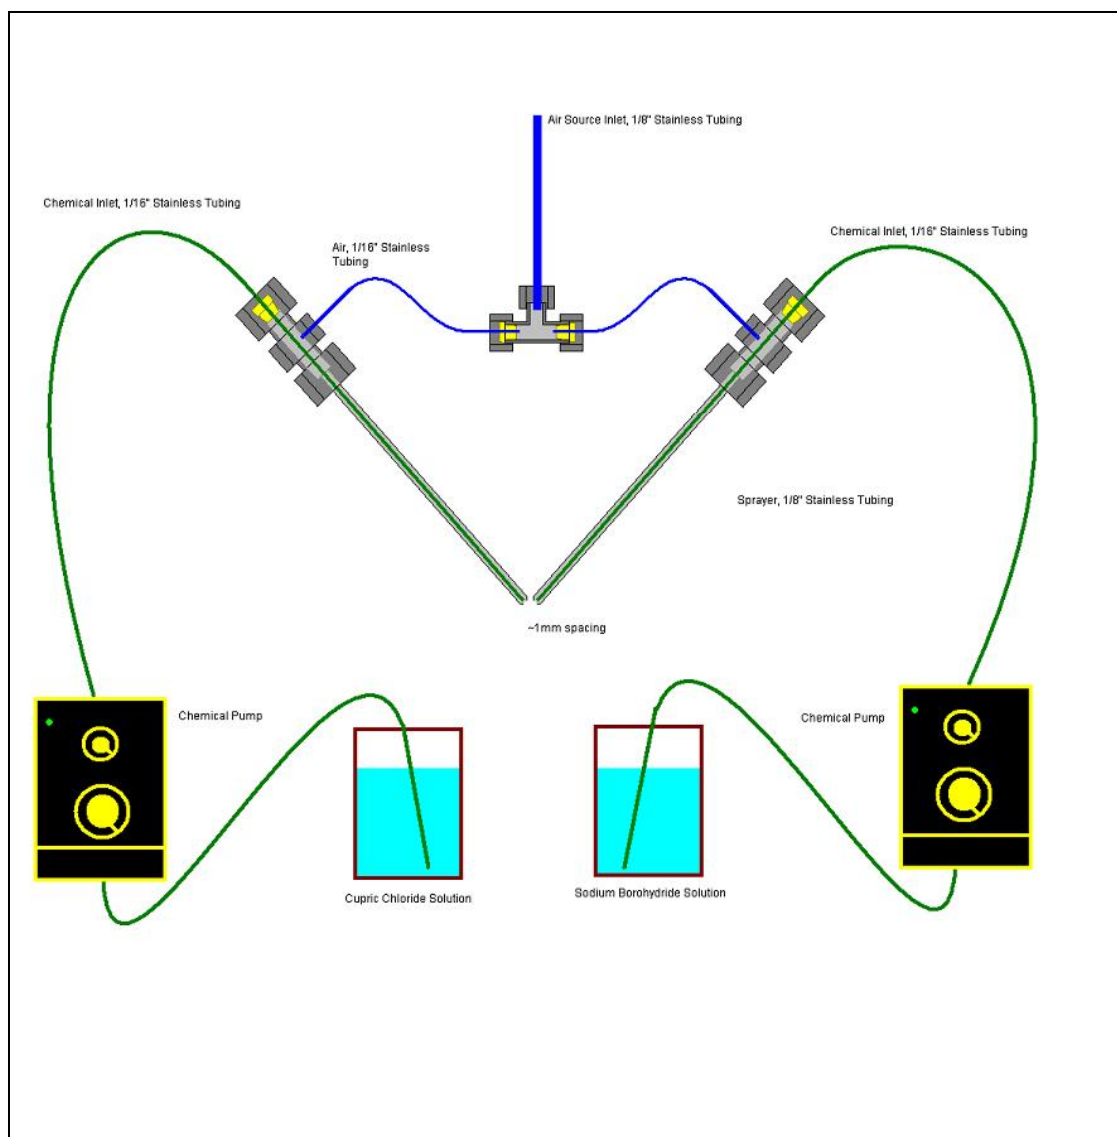 Air Source Inlet, 1/8" Stainless Tubing
Chemical Inlet, 1/16" Stainless Tubing
Chemical Inlet, 1/16" Stainless Tubing
Air, 1/16" Stainless
Tubing
Sprayer, 1/8" Stainless Tubing
~1mm spacing
Chemical Pump
Chemical Pump
Cupric Chloride Solution
Sodium Borohydride Solution